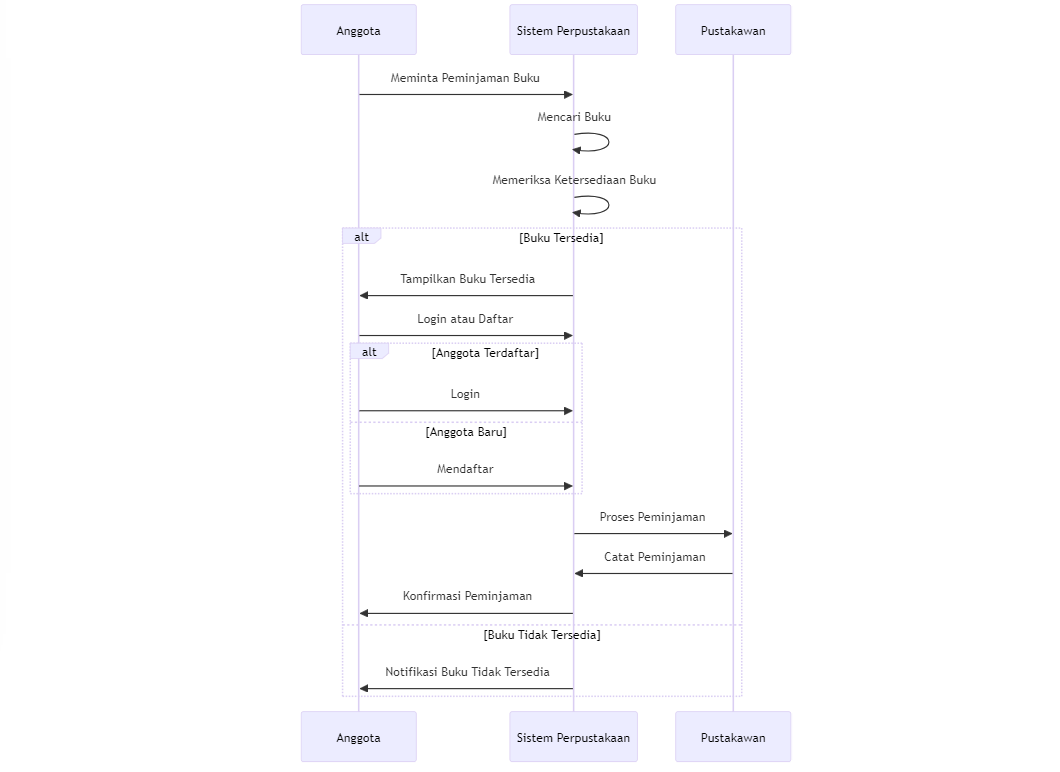 Anggota
Sistem Perpustakaan
Pustakawan
Meminta Peminjaman Buku
Mencari Buku
Memeriksa Ketersediaan Buku
alt
[Buku Tersedia]
Tampilkan Buku Tersedia
Login atau Daftar
alt
[Anggota Terdaftar]
Login
[Anggota Baru]
Mendaftar
Proses Peminjaman
Catat Peminjaman
Konfirmasi Peminjaman
[Buku Tidak Tersedia]
Notifikasi Buku Tidak Tersedia
Anggota
Sistem Perpustakaan
Pustakawan